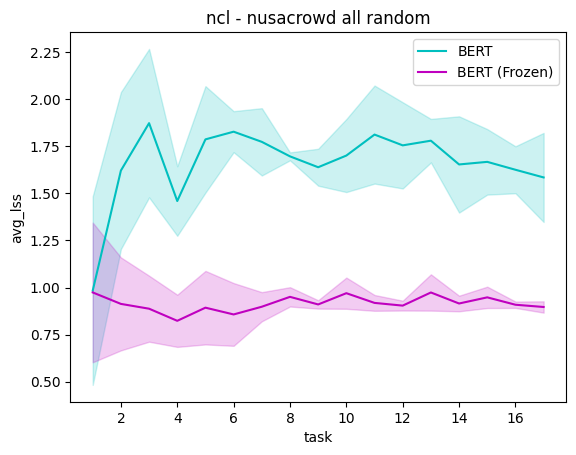 ncl - nusacrowd all random
BERT
BERT (Frozen)
avg_lss
2.25
2.00
1.75
1.50
1.25
1.00
0.75
0.50
2 4 6 8 10 12 14 16
task